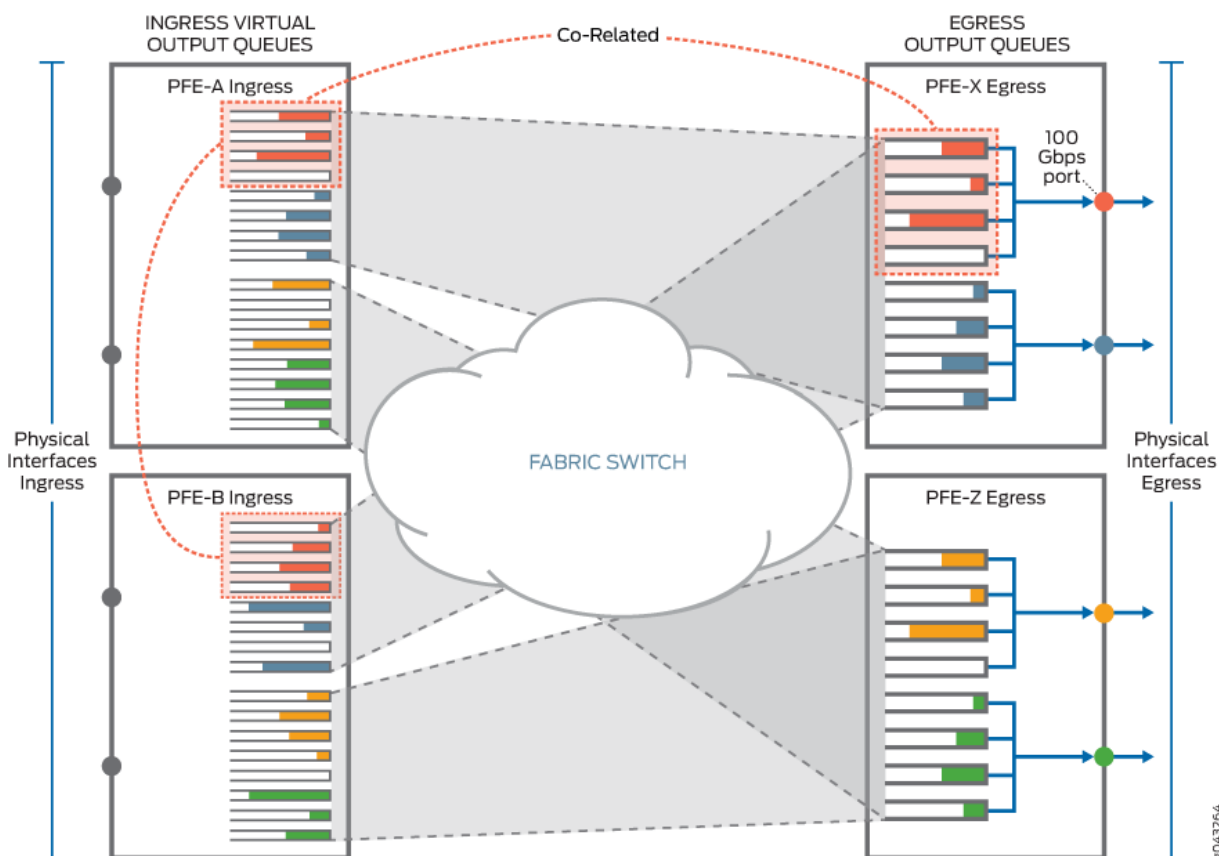 INGRESS VIRTUAL
OUTPUT QUEUES
Co-Related
EGRESS
OUTPUT QUEUES
PFE-A Ingress
PFE-X Egress
100
Gbps
port
Physical
Interfaces
Ingress
FABRIC SWITCH
Physical
Interfaces
Egress
PFE-B Ingress
PFE-Z Egress
g043264